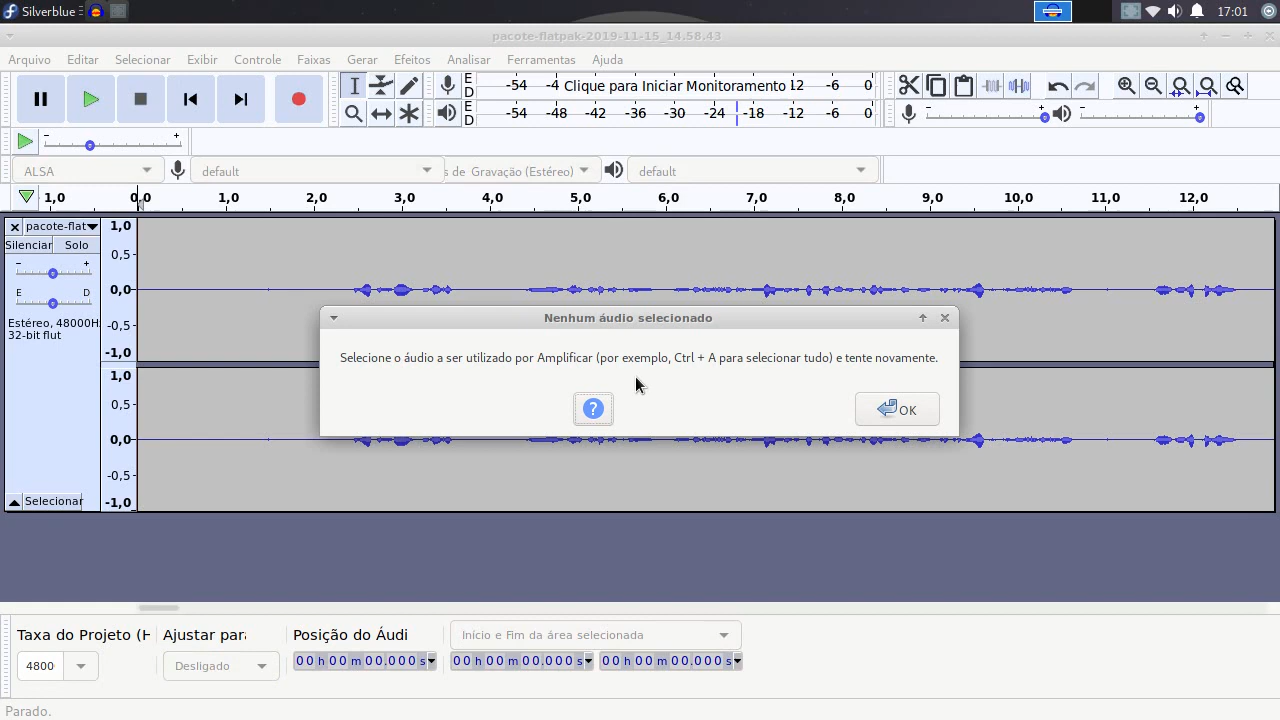 Silverblue
17:01
pacote-flatpak-2019-11-15_14.58.43
Arquivo Editar Selecionar Exibir Controle Faixas Gerar Efeitos Analisar Ferramentas Ajuda
E
D
-54 -4 Clique para Iniciar Monitoramento 12 -6 0
E
D
-54 -48 -42 -36 -30 -24 -18 -12 -6 0
- +
- +
- +
ALSA
default
s de Gravação (Estéreo)
default
1,0 0,0 1,0 2,0 3,0 4,0 5,0 6,0 7,0 8,0 9,0 10,0 11,0 12,0
pacote-flat
Silenciar Solo
- +
E D
Estéreo, 48000Hz
32-bit flut
1,0
0,5
0,0
-0,5
-1,0
1,0
0,5
0,0
-0,5
-1,0
Selecionar
Nenhum áudio selecionado
Selecione o áudio a ser utilizado por Amplificar (por exemplo, Ctrl + A para selecionar tudo) e tente novamente.
?
OK
Taxa do Projeto (H
Ajustar para
Posição do Áudi
Início e Fim da área selecionada
4800
Desligado
00 h 00 m 00.000 s
00 h 00 m 00.000 s
00 h 00 m 00.000 s
Parado.